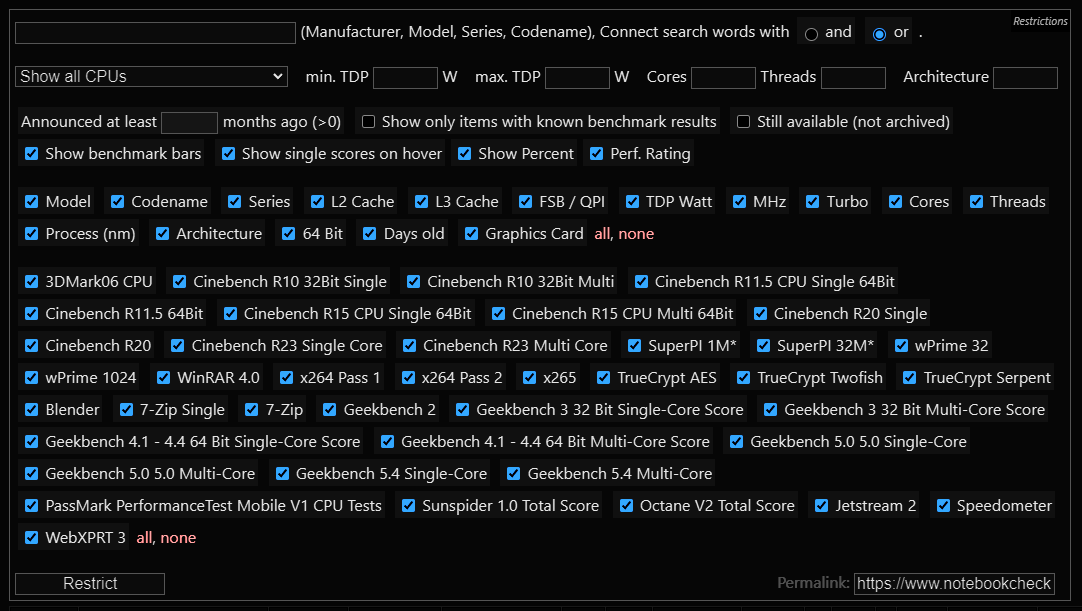 Restrictions
(Manufacturer, Model, Series, Codename), Connect search words with and or .
Show all CPUs min. TDP W max. TDP W Cores Threads Architecture
Announced at least months ago (>0) Show only items with known benchmark results Still available (not archived)
Show benchmark bars Show single scores on hover Show Percent Perf. Rating
Model Codename Series L2 Cache L3 Cache FSB / QPI TDP Watt MHz Turbo Cores Threads
Process (nm) Architecture 64 Bit Days old Graphics Card all, none
3DMark06 CPU Cinebench R10 32Bit Single Cinebench R10 32Bit Multi Cinebench R11.5 CPU Single 64Bit
Cinebench R11.5 64Bit Cinebench R15 CPU Single 64Bit Cinebench R15 CPU Multi 64Bit Cinebench R20 Single
Cinebench R20 Cinebench R23 Single Core Cinebench R23 Multi Core SuperPI 1M* SuperPI 32M* wPrime 32
wPrime 1024 WinRAR 4.0 x264 Pass 1 x264 Pass 2 x265 TrueCrypt AES TrueCrypt Twofish TrueCrypt Serpent
Blender 7-Zip Single 7-Zip Geekbench 2 Geekbench 3 32 Bit Single-Core Score Geekbench 3 32 Bit Multi-Core Score
Geekbench 4.1 - 4.4 64 Bit Single-Core Score Geekbench 4.1 - 4.4 64 Bit Multi-Core Score Geekbench 5.0 5.0 Single-Core
Geekbench 5.0 5.0 Multi-Core Geekbench 5.4 Single-Core Geekbench 5.4 Multi-Core
PassMark PerformanceTest Mobile V1 CPU Tests Sunspider 1.0 Total Score Octane V2 Total Score Jetstream 2 Speedometer
WebXPRT 3 all, none
Restrict Permalink: https://www.notebookcheck